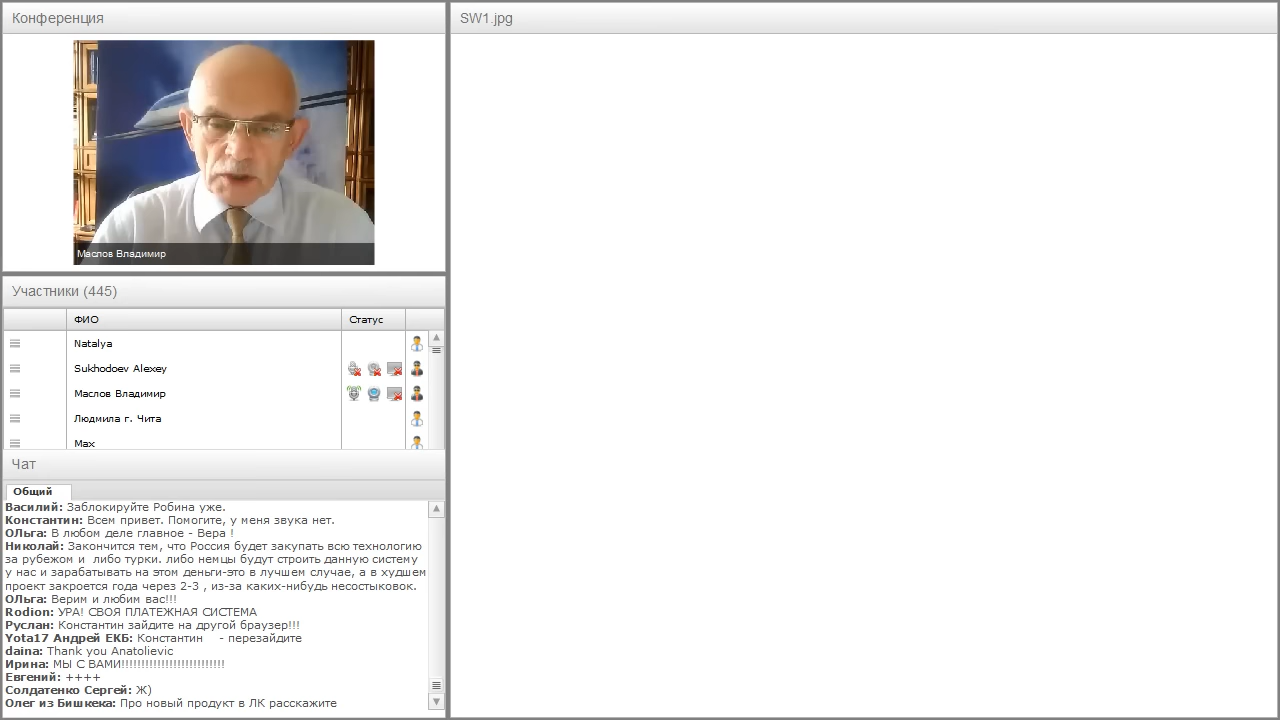 Конференция
SW1.jpg
Маслов Владимир
Участники (445)
ФИО
Статус
Natalya
Sukhodoev Alexey
Маслов Владимир
Людмила г. Чита
Max
Чат
Общий
Василий: Заблокируйте Робина уже.
Константин: Всем привет. Помогите, у меня звука нет.
ОЛьга: В любом деле главное - Вера !
Николай: Закончится тем, что Россия будет закупать всю технологию
за рубежом и  либо турки. либо немцы будут строить данную систему
у нас и зарабатывать на этом деньги-это в лучшем случае, а в худшем
проект закроется года через 2-3 , из-за каких-нибудь несостыковок.
ОЛьга: Верим и любим вас!!!
Rodion: УРА! СВОЯ ПЛАТЕЖНАЯ СИСТЕМА
Руслан: Константин зайдите на другой браузер!!!
Yota17 Андрей ЕКБ: Константин    - перезайдите
daina: Thank you Anatolievic
Ирина: МЫ С ВАМИ!!!!!!!!!!!!!!!!!!!!!!!!!!
Евгений: ++++
Солдатенко Сергей: Ж)
Олег из Бишкека: Про новый продукт в ЛК расскажите